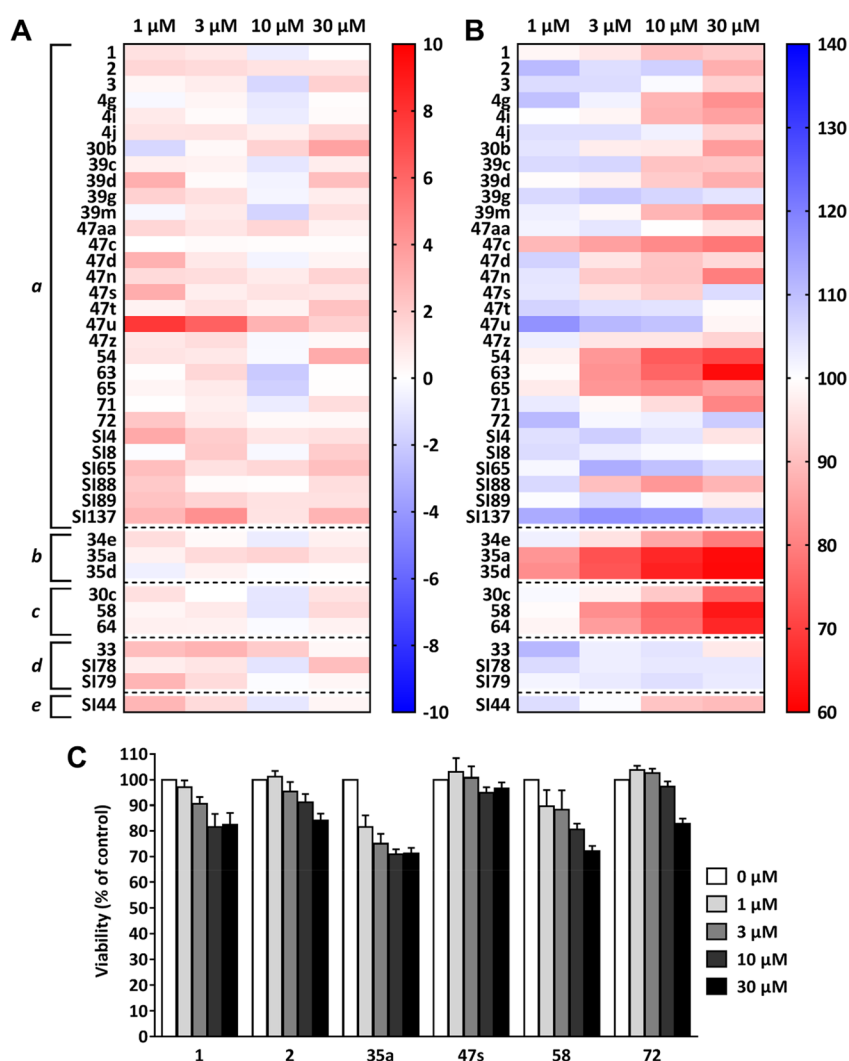 A
1 µM 3 µM 10 µM 30 µM
1
2
3
4g
4i
4j
30b
39c
39d
39g
39m
47aa
47c
47d
47n
47s
47t
47u
47z
54
63
65
71
72
SI4
SI8
SI65
SI88
SI89
SI137
34e
35a
35d
30c
58
64
33
SI78
SI79
SI44
a
b
c
d
e
10
8
6
4
2
0
-2
-4
-6
-8
-10
B
1 µM 3 µM 10 µM 30 µM
1
2
3
4g
4i
4j
30b
39c
39d
39g
39m
47aa
47c
47d
47n
47s
47t
47u
47z
54
63
65
71
72
SI4
SI8
SI65
SI88
SI89
SI137
34e
35a
35d
30c
58
64
33
SI78
SI79
SI44
140
130
120
110
100
90
80
70
60
C
Viability (% of control)
110
100
90
80
70
60
50
40
30
20
10
0
1 2 35a 47s 58 72
0 µM
1 µM
3 µM
10 µM
30 µM